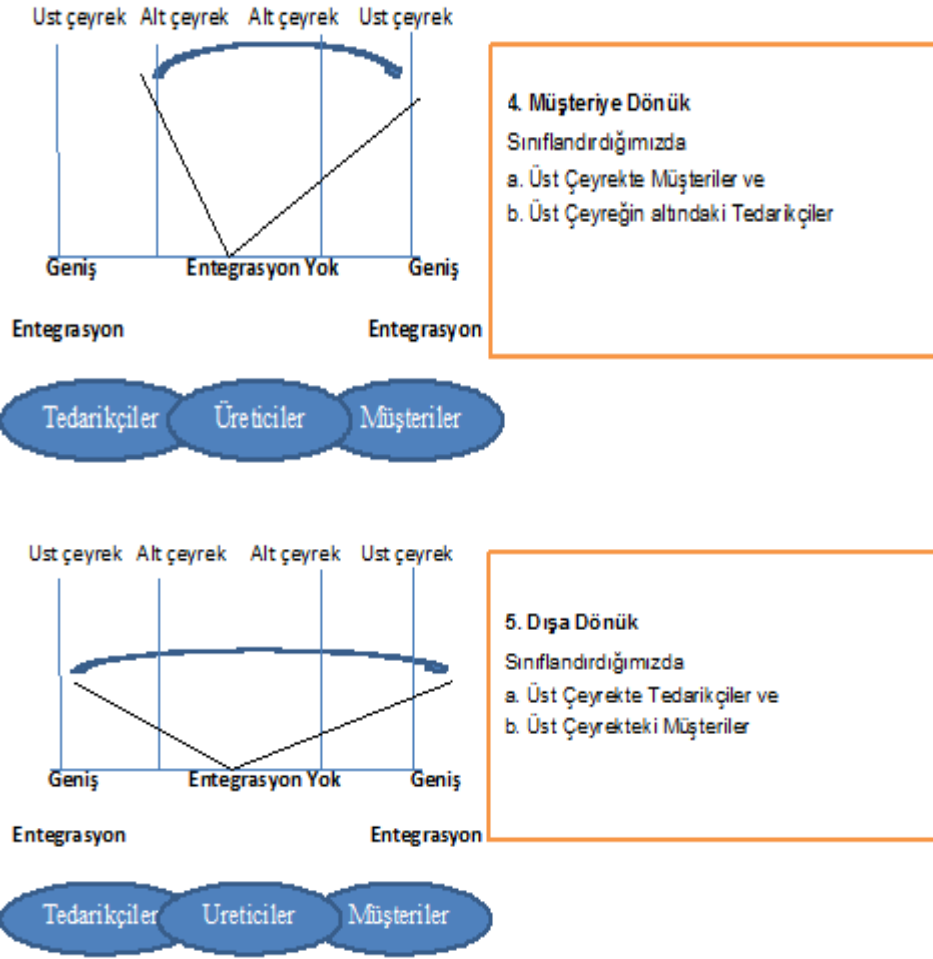 Ust çeyrek Alt çeyrek Alt çeyrek Ust çeyrek
4. Müşteriye Dönük
Sınıflandırdığımızda
a. Üst Çeyrekte Müşteriler ve
b. Üst Çeyreğin altındaki Tedarikçiler
Geniş Entegrasyon Yok Geniş
Entegrasyon Entegrasyon
Tedarikçiler Üreticiler Müşteriler
Ust çeyrek Alt çeyrek Alt çeyrek Ust çeyrek
5. Dışa Dönük
Sınıflandırdığımızda
a. Üst Çeyrekte Tedarikçiler ve
b. Üst Çeyrekteki Müşteriler
Geniş Entegrasyon Yok Geniş
Entegrasyon Entegrasyon
Tedarikçiler Ureticiler Müşteriler